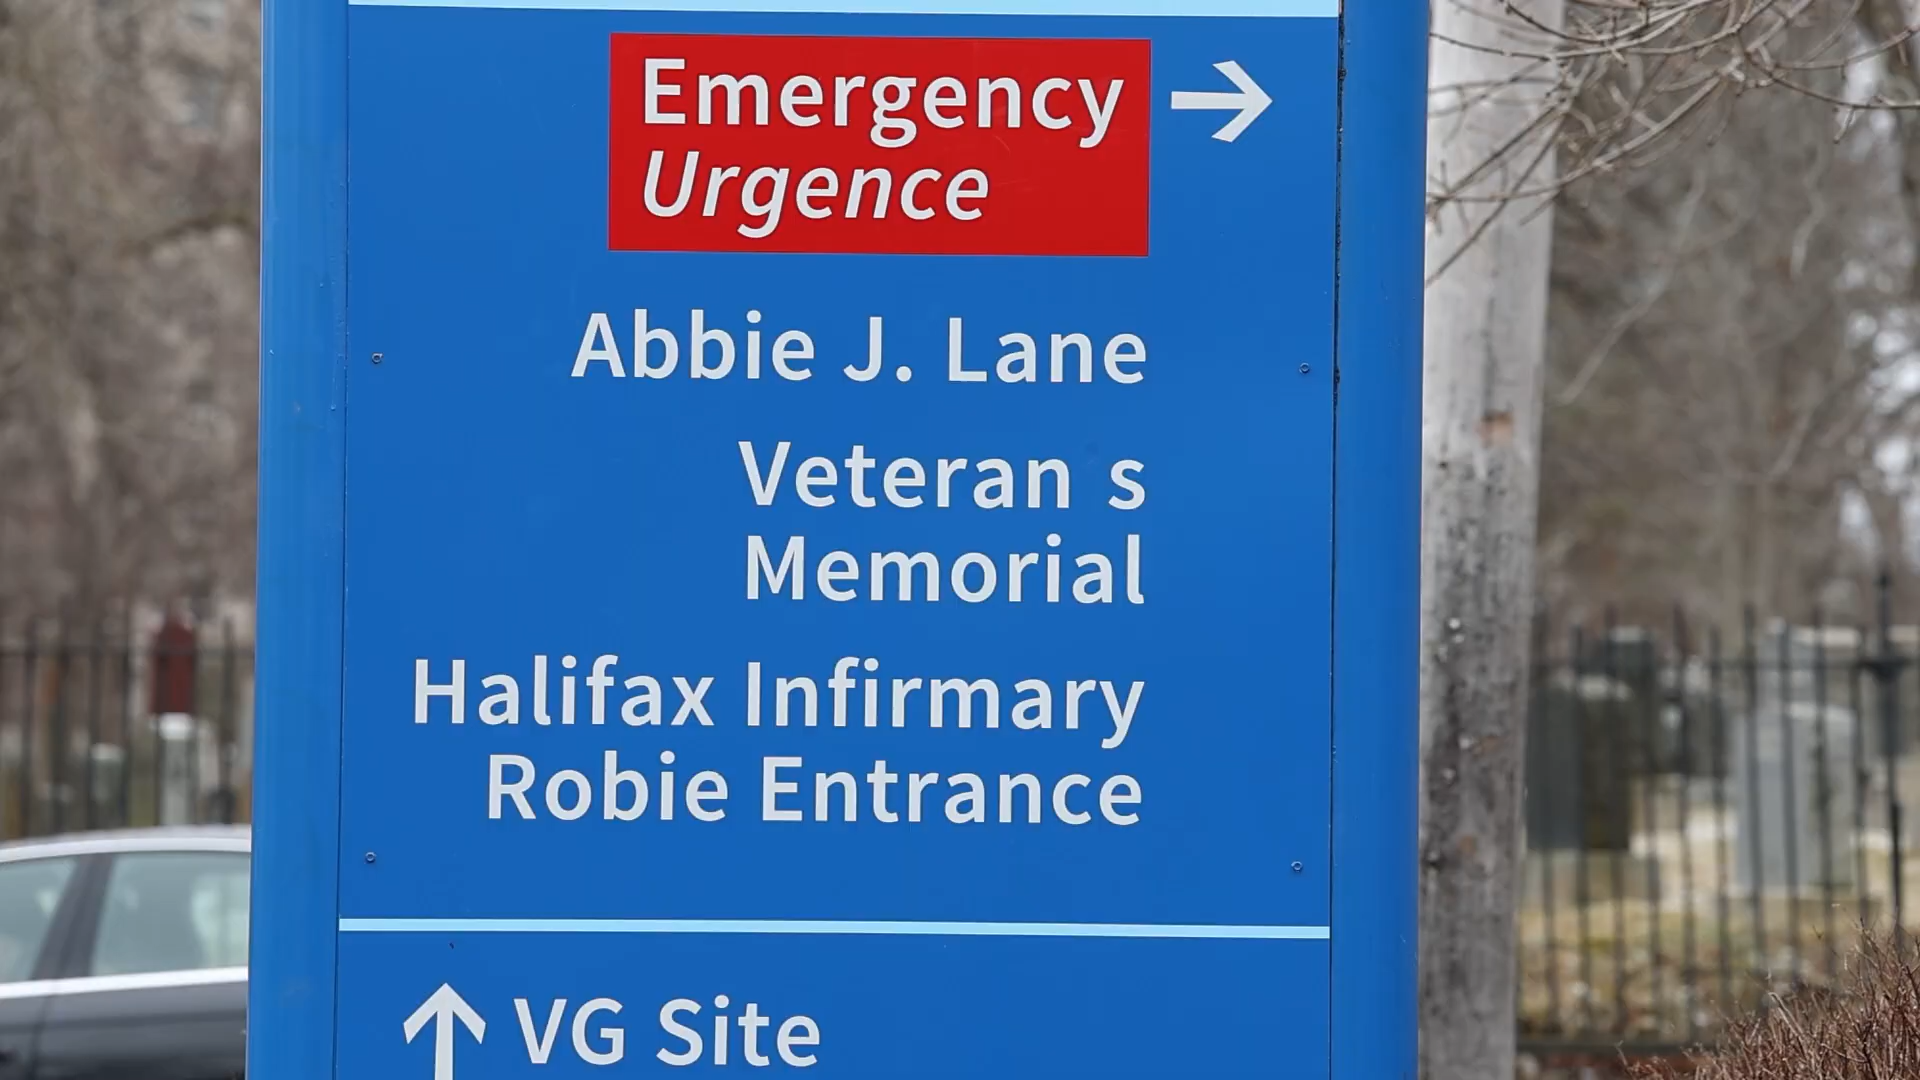 Emergency
Urgence
Abbie J. Lane
Veteran s
Memorial
Halifax Infirmary
Robie Entrance
VG Site